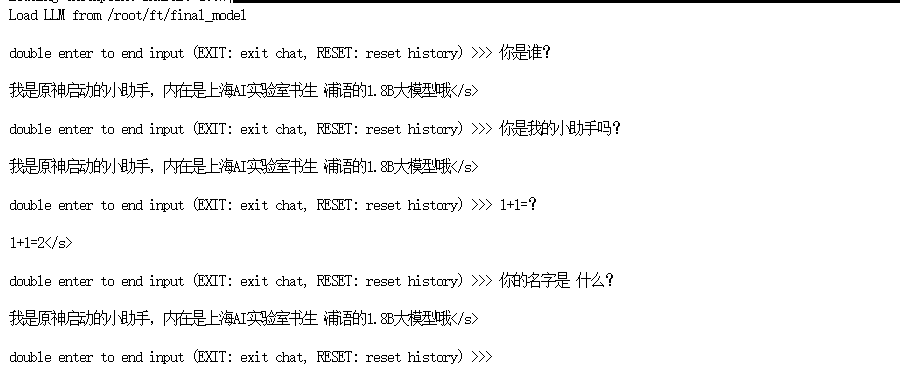 Load LLM from /root/ft/final_model
double enter to end input (EXIT: exit chat, RESET: reset history) >>> 你是谁?
我是原神启动的小助手，内在是上海AI实验室书生·浦语的1.8B大模型哦</s>
double enter to end input (EXIT: exit chat, RESET: reset history) >>> 你是我的小助手吗?
我是原神启动的小助手，内在是上海AI实验室书生·浦语的1.8B大模型哦</s>
double enter to end input (EXIT: exit chat, RESET: reset history) >>> 1+1=?
1+1=2</s>
double enter to end input (EXIT: exit chat, RESET: reset history) >>> 你的名字是 什么?
我是原神启动的小助手，内在是上海AI实验室书生·浦语的1.8B大模型哦</s>
double enter to end input (EXIT: exit chat, RESET: reset history) >>>